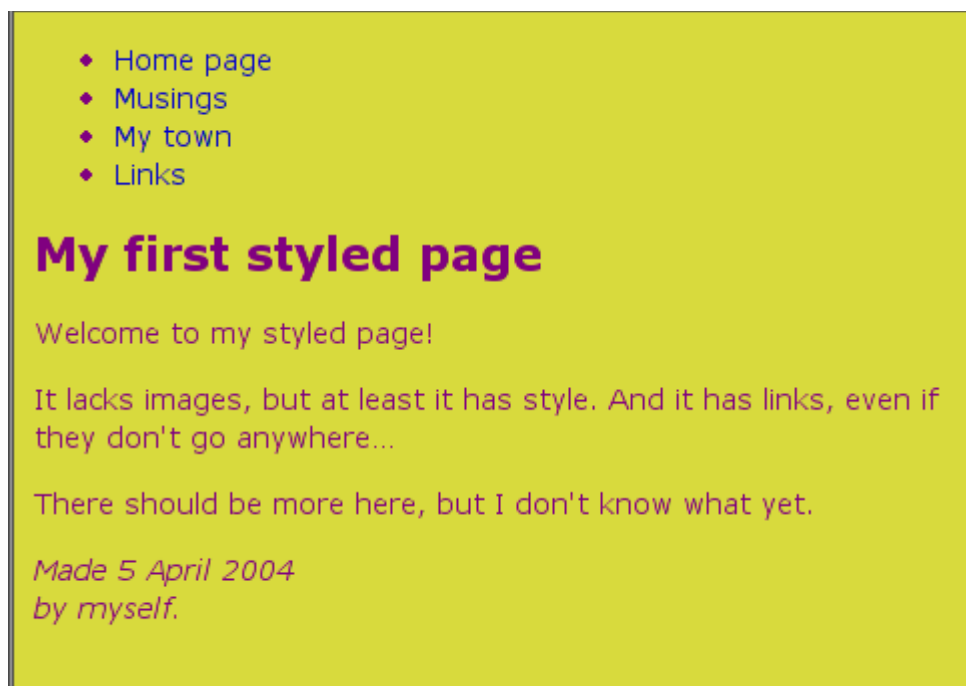 Home page
Musings
My town
Links
My first styled page
Welcome to my styled page!
It lacks images, but at least it has style. And it has links, even if
they don't go anywhere…
There should be more here, but I don't know what yet.
Made 5 April 2004
by myself.